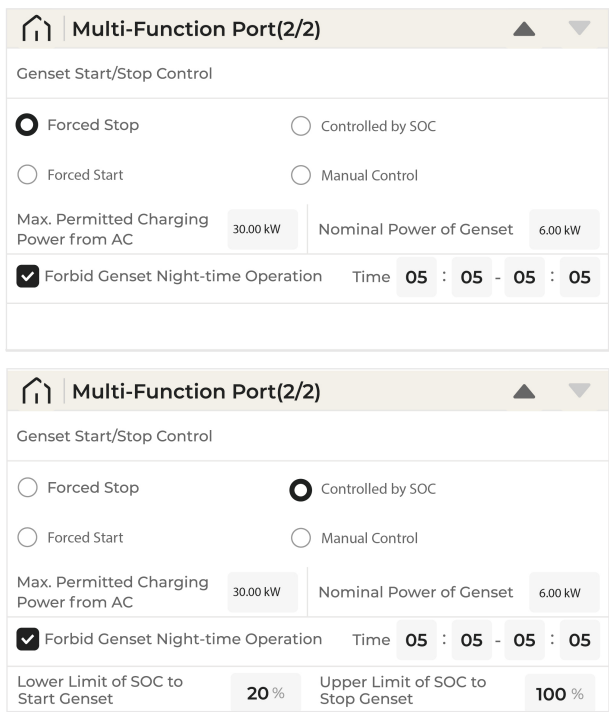 Multi-Function Port(2/2)
Genset Start/Stop Control
Forced Stop Controlled by SOC
Forced Start Manual Control
Max. Permitted Charging
Power from AC 30.00 kW Nominal Power of Genset 6.00 kW
Forbid Genset Night-time Operation Time 05 : 05 - 05 : 05
Multi-Function Port(2/2)
Genset Start/Stop Control
Forced Stop Controlled by SOC
Forced Start Manual Control
Max. Permitted Charging
Power from AC 30.00 kW Nominal Power of Genset 6.00 kW
Forbid Genset Night-time Operation Time 05 : 05 - 05 : 05
Lower Limit of SOC to
Start Genset 20 %
Upper Limit of SOC to
Stop Genset 100 %